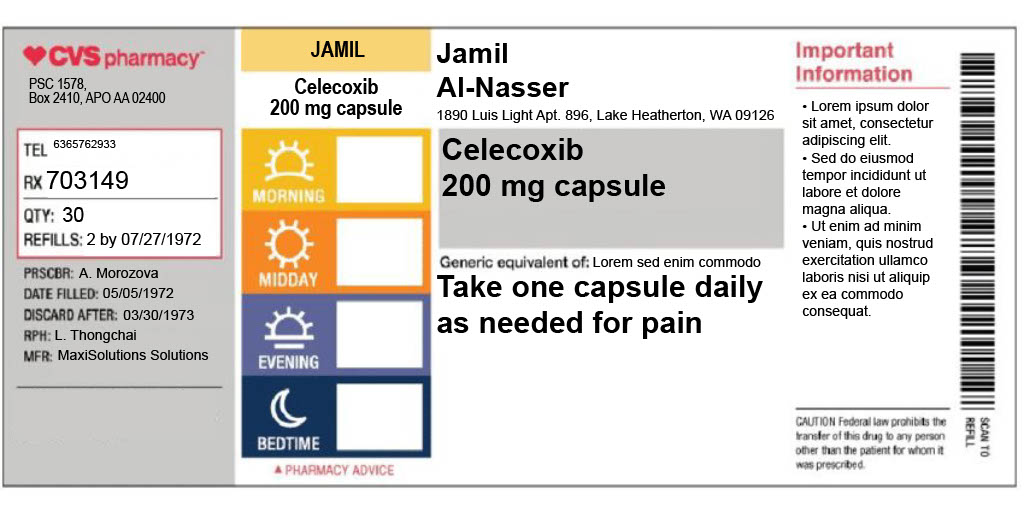 CVS pharmacy
PSC 1578,
Box 2410, APO AA 02400
TEL 6365762933
RX 703149
QTY: 30
REFILLS: 2 by 07/27/1972
PRSCBR: A. Morozova
DATE FILLED: 05/05/1972
DISCARD AFTER: 03/30/1973
RPH: L. Thongchai
MFR: MaxiSolutions Solutions
JAMIL
Celecoxib
200 mg capsule
MORNING
MIDDAY
EVENING
BEDTIME
▲ PHARMACY ADVICE
Jamil
Al-Nasser
1890 Luis Light Apt. 896, Lake Heatherton, WA 09126
Celecoxib
200 mg capsule
Generic equivalent of: Lorem sed enim commodo
Take one capsule daily
as needed for pain
Important
Information
• Lorem ipsum dolor
sit amet, consectetur
adipiscing elit.
• Sed do eiusmod
tempor incididunt ut
labore et dolore
magna aliqua.
• Ut enim ad minim
veniam, quis nostrud
exercitation ullamco
laboris nisi ut aliquip
ex ea commodo
consequat.
CAUTION Federal law prohibits the
transfer of this drug to any person
other than the patient for whom it
was prescribed.
SCAN TO
REFILL